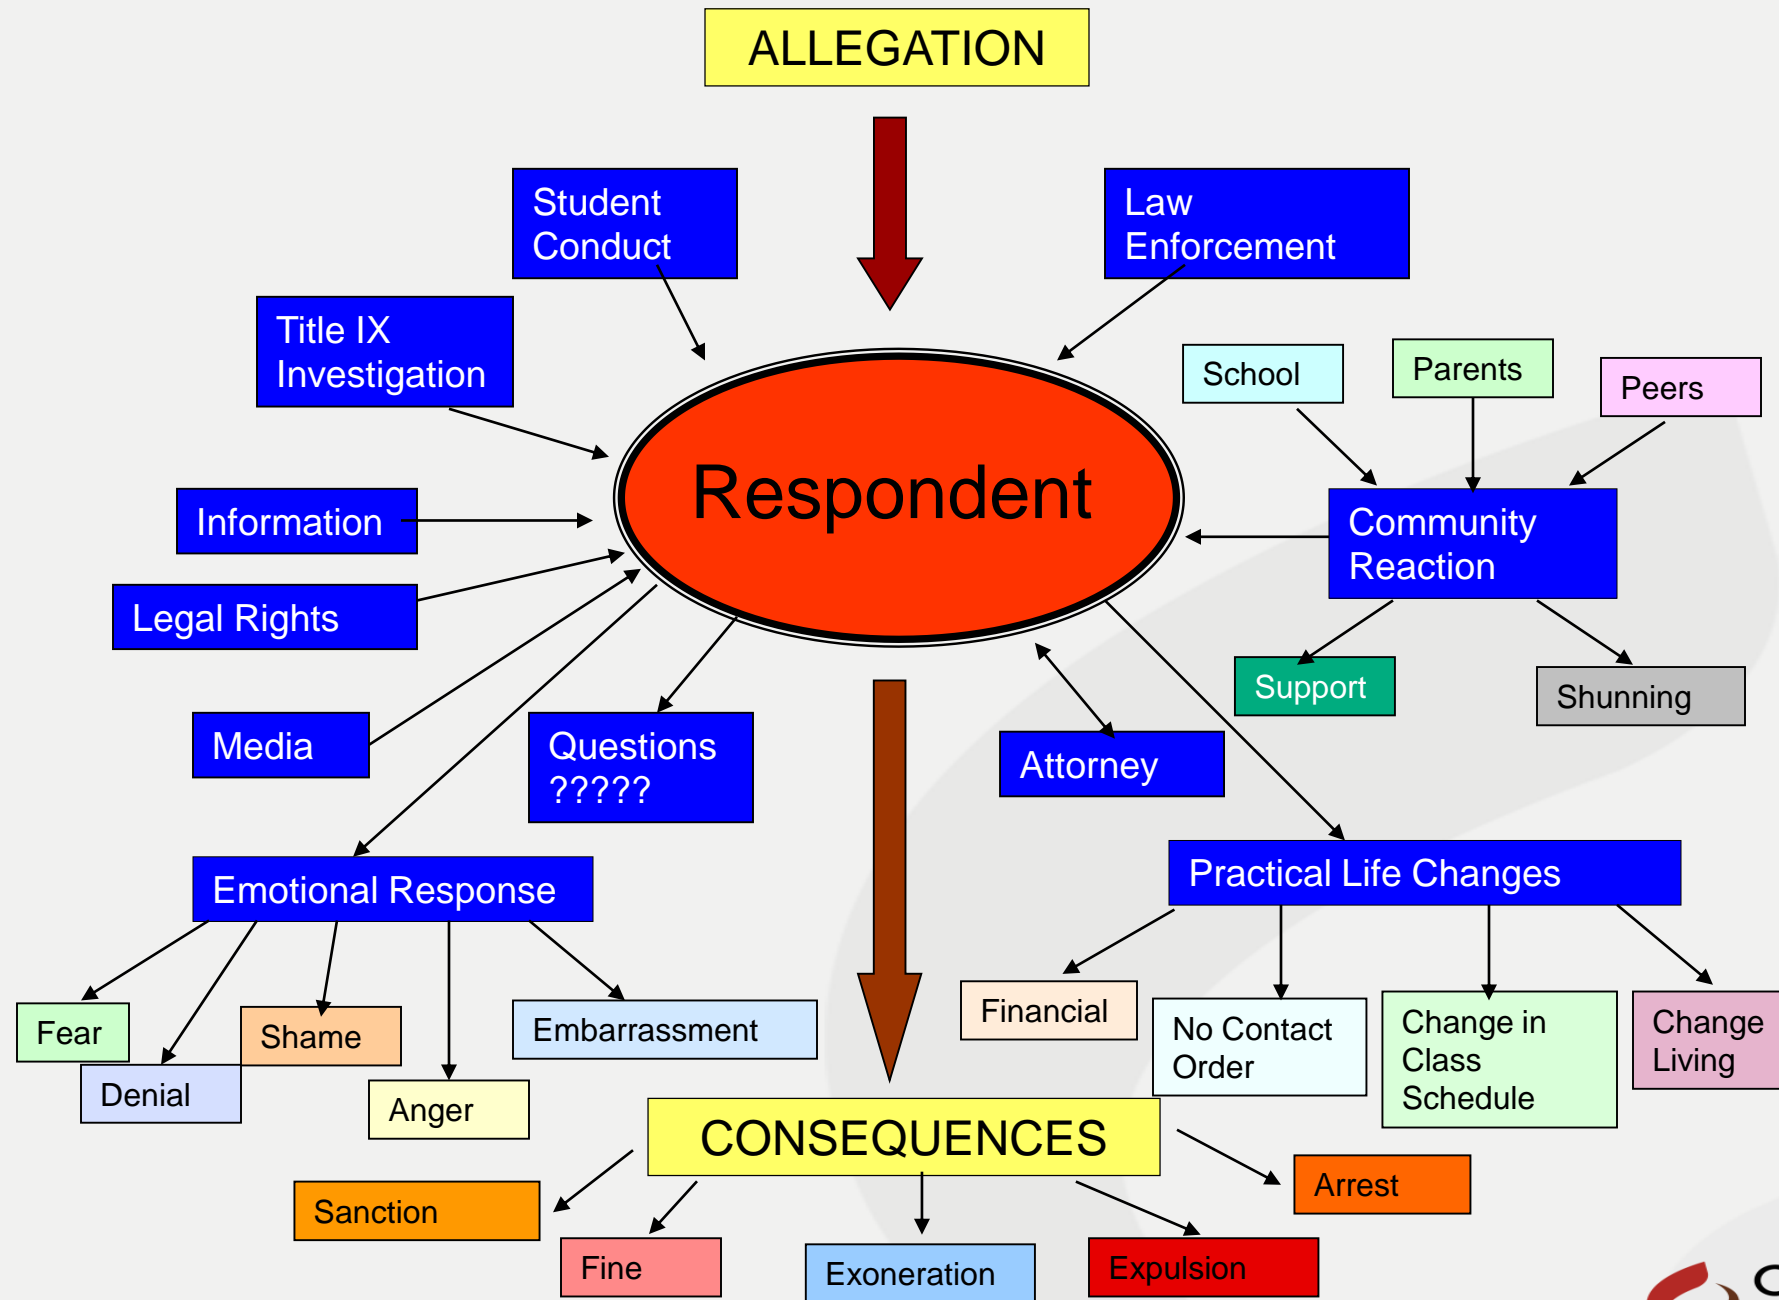 ALLEGATION
Student
Conduct
Law
Enforcement
Title IX
Investigation
School
Parents
Peers
Respondent
Information
Community
Reaction
Legal Rights
Support
Shunning
Media
Questions
?????
Attorney
Emotional Response
Practical Life Changes
Fear
Denial
Shame
Anger
Embarrassment
Financial
No Contact
Order
Change in
Class
Schedule
Change
Living
CONSEQUENCES
Sanction
Fine
Exoneration
Expulsion
Arrest